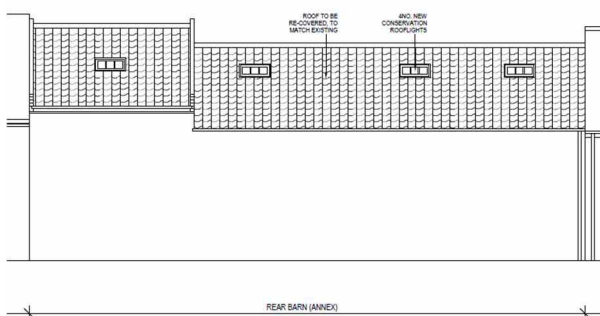 ROOF TO BE
RE-COVERED, TO
MATCH EXISTING
4NO. NEW
CONSERVATION
ROOFLIGHTS
REAR BARN (ANNEX)